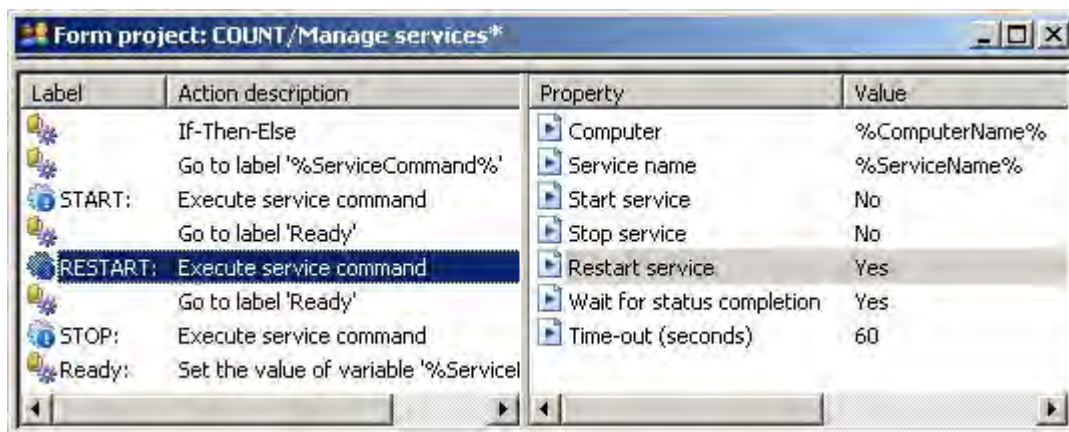 Form project: COUNT/Manage services*
Label Action description
If-Then-Else
Go to label '%ServiceCommand%'
START: Execute service command
Go to label 'Ready'
RESTART: Execute service command
Go to label 'Ready'
STOP: Execute service command
Ready: Set the value of variable
Property Value
Computer %ComputerName%
Service name %ServiceName%
Start service No
Stop service No
Restart service Yes
Wait for status completion Yes
Time-out (seconds) 60